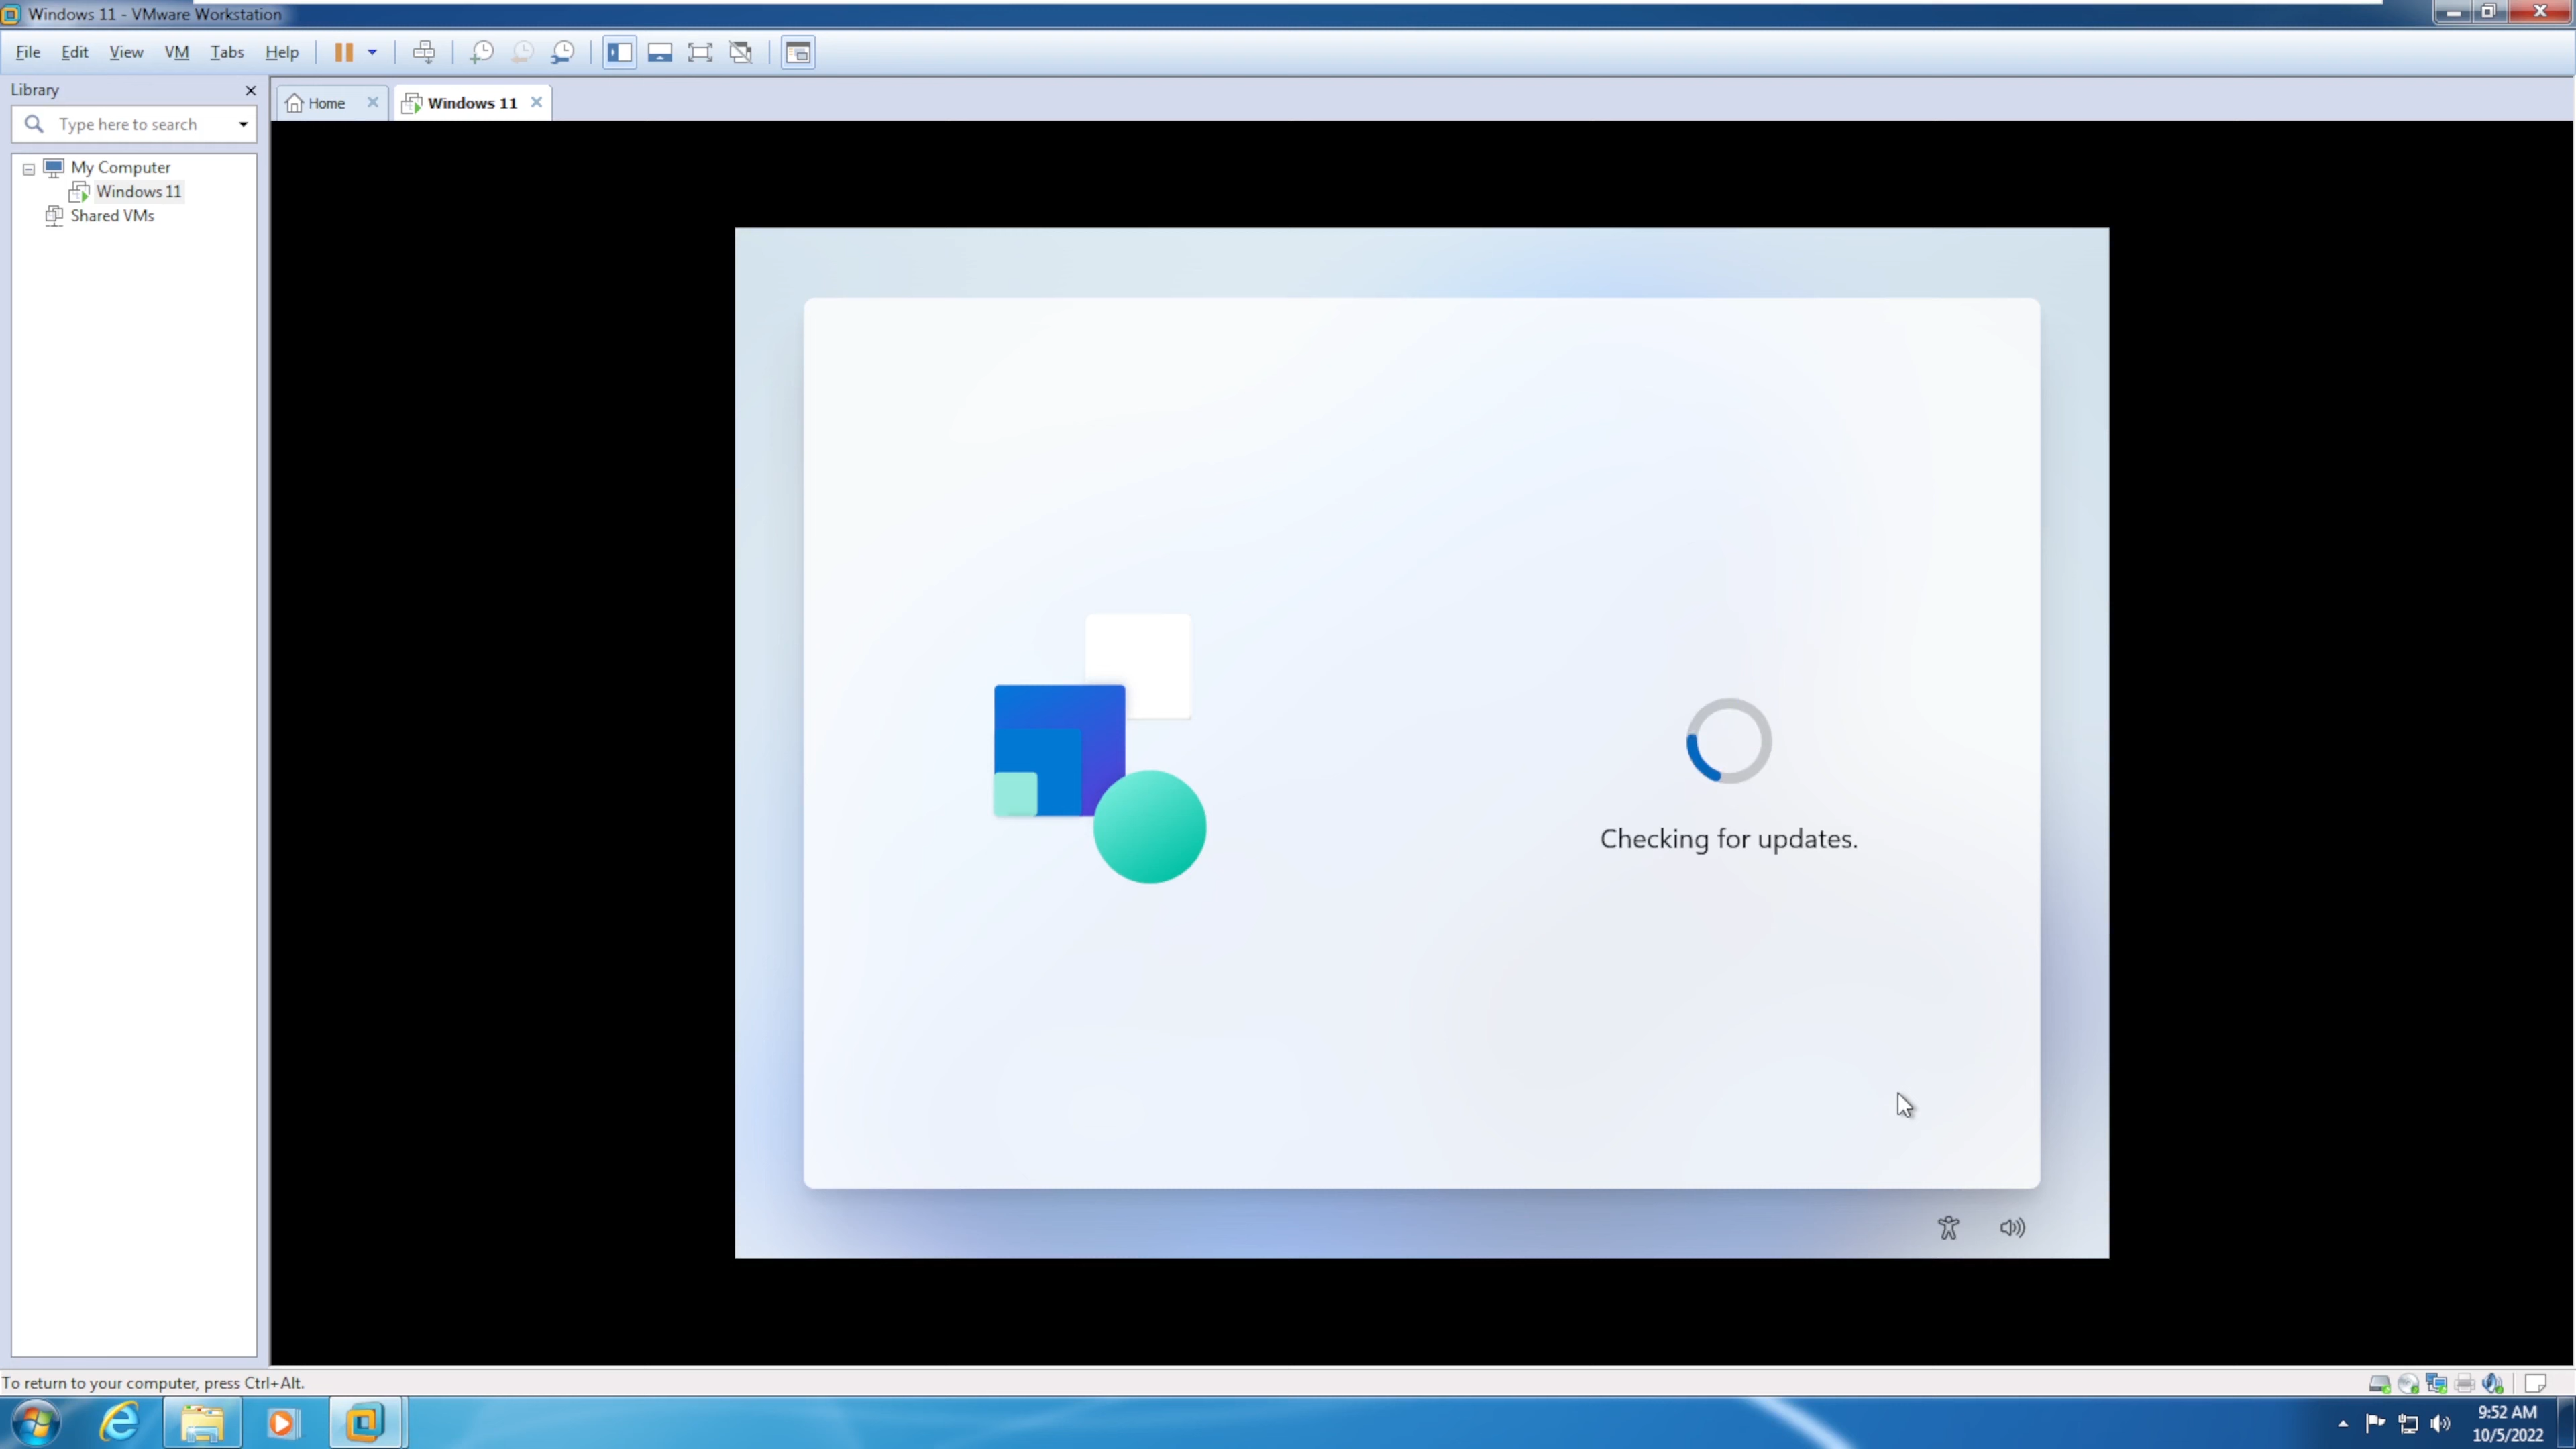 Windows 11 - VMware Workstation
File Edit View VM Tabs Help
Library
Type here to search
My Computer
Windows 11
Shared VMs
Home
Windows 11
Checking for updates.
To return to your computer, press Ctrl+Alt.
9:52 AM
10/5/2022